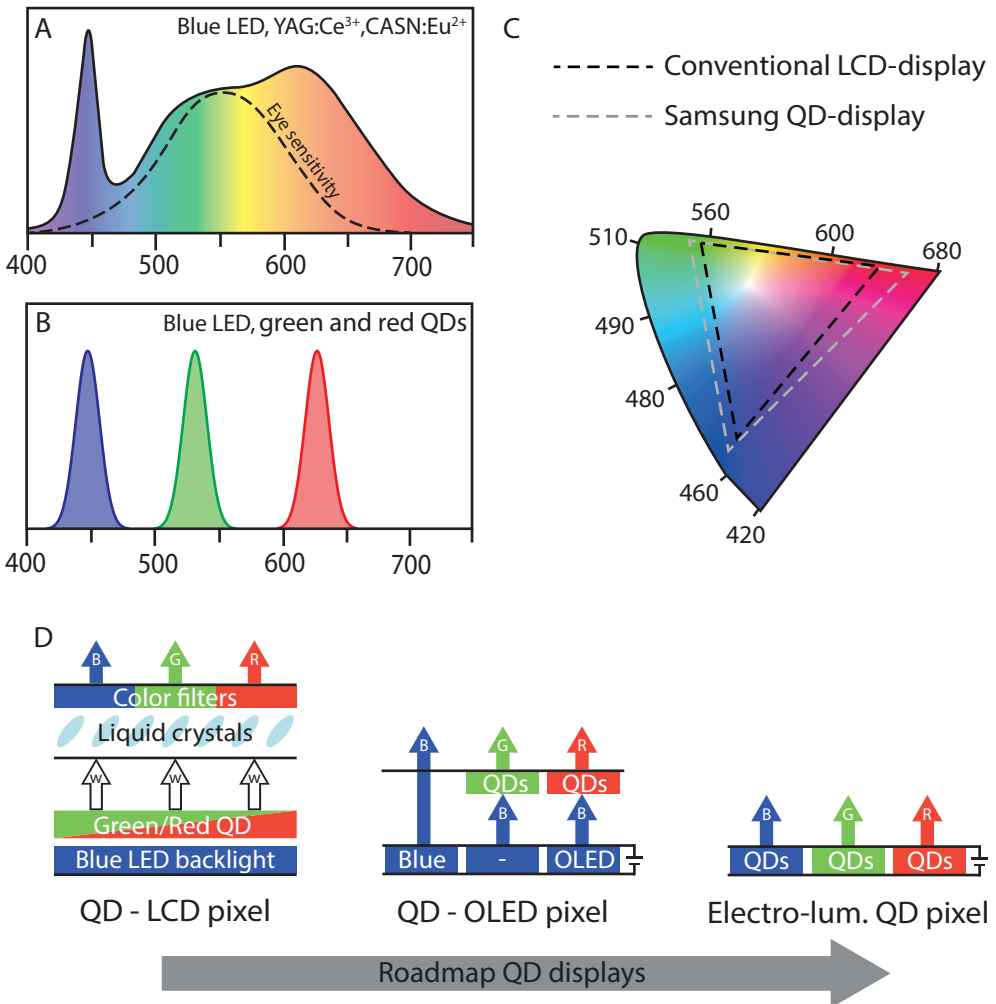 A
Blue LED, YAG:Ce³⁺,CASN:Eu²⁺
Eye sensitivity
400 500 600 700
B
Blue LED, green and red QDs
400 500 600 700
C
Conventional LCD-display
Samsung QD-display
510 560 600 680
490
480
460
420
D
B G R
Color filters
Liquid crystals
W W W
Green/Red QD
Blue LED backlight
QD - LCD pixel
B G R
QDs QDs
B B
Blue - OLED
QD - OLED pixel
B G R
QDs QDs QDs
Electro-lum. QD pixel
Roadmap QD displays